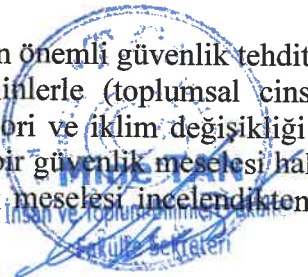 n önemli güvenlik tehdit
inlerle (toplumsal cins
ori ve iklim değişikliği
bir güvenlik meselesi hal
meselesi incelendikten
İnsan ve Toplum Bilimleri
Fakülte Sekreteri